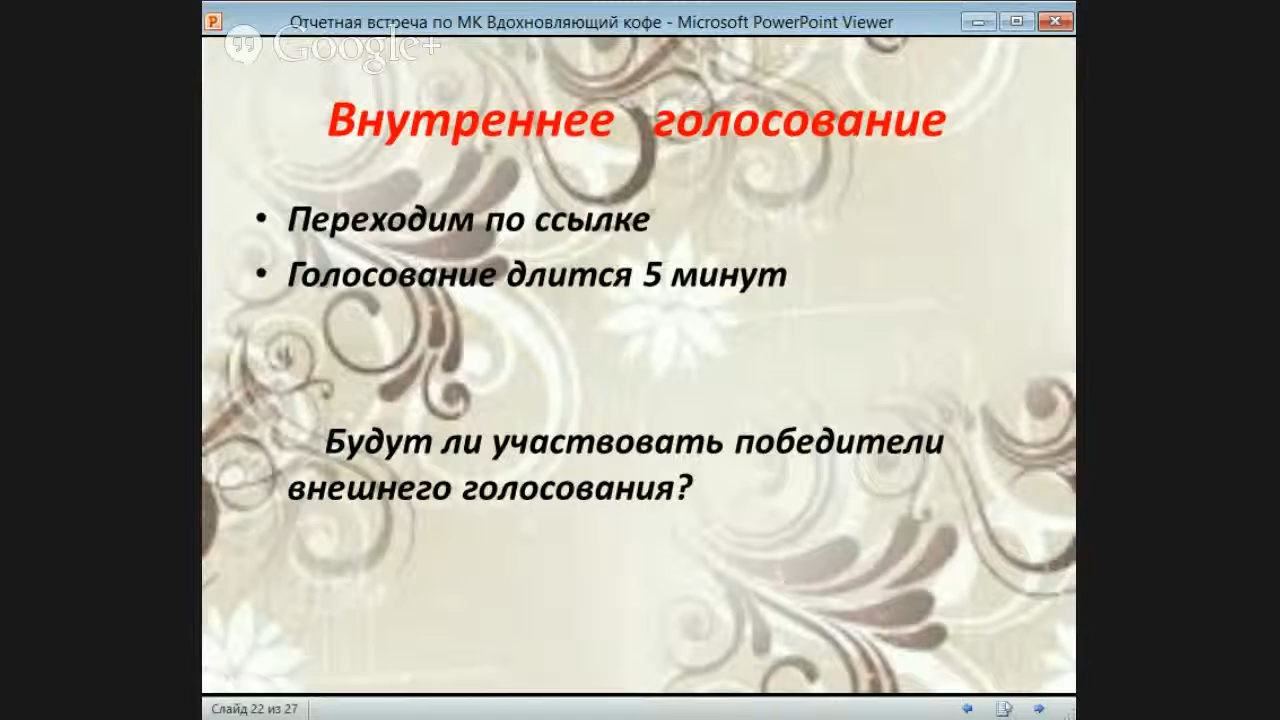 Отчетная встреча по МК Вдохновляющий кофе - Microsoft PowerPoint Viewer
Google+
Внутреннее голосование
• Переходим по ссылке
• Голосование длится 5 минут
Будут ли участвовать победители
внешнего голосования?
Слайд 22 из 27